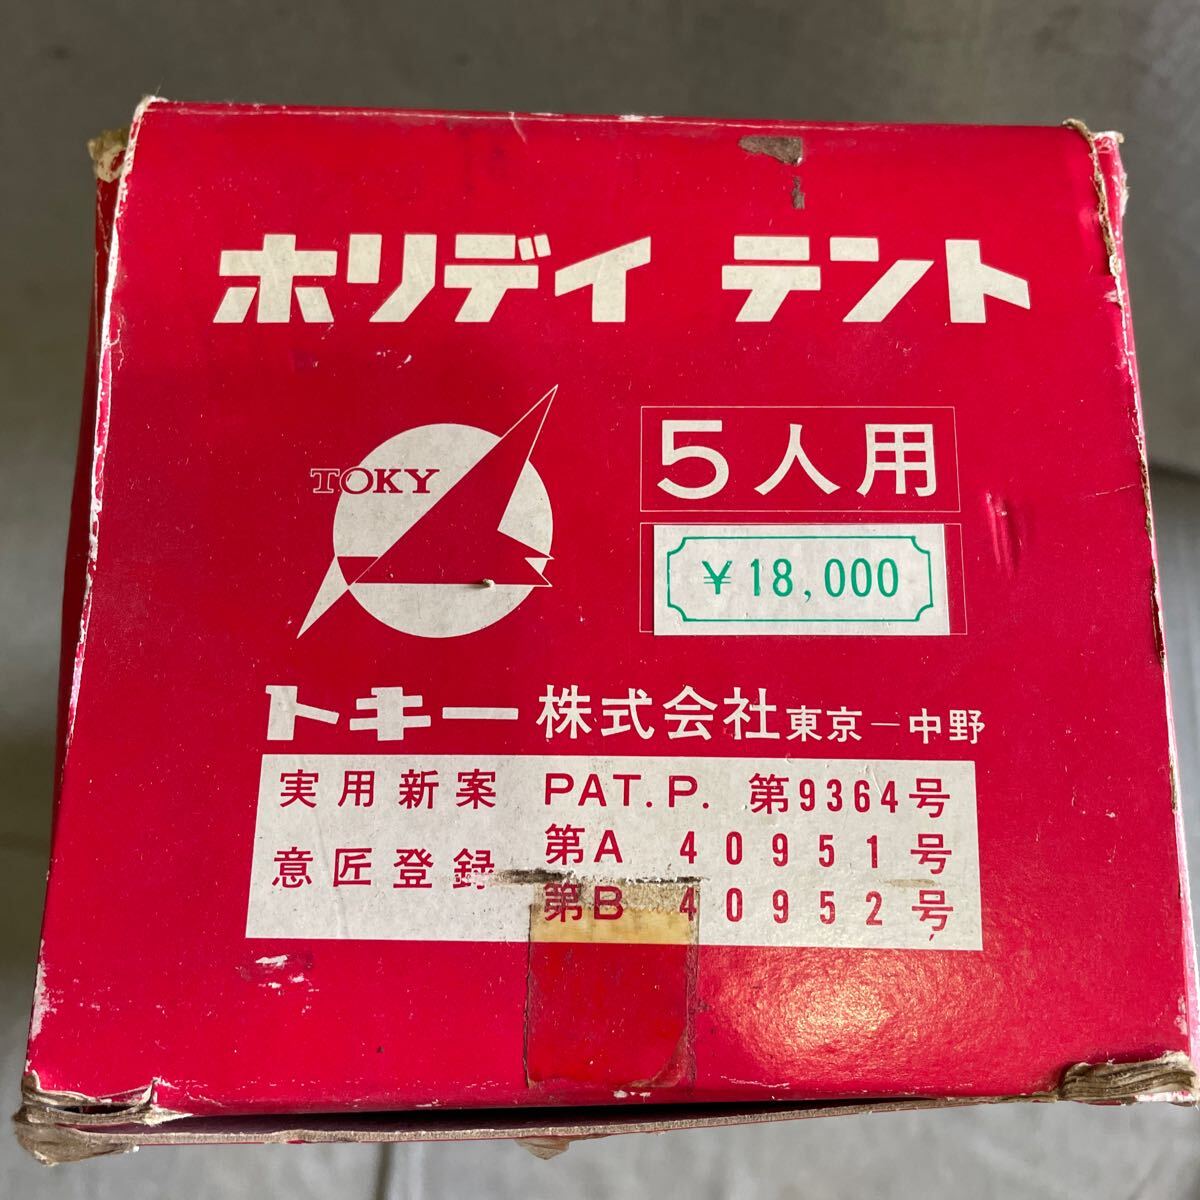 ホリデイ テント
TOKY
5人用
¥18,000
トキー株式会社 東京―中野
実用新案 PAT.P. 第9364号
意匠登録 第A 40951号
第B 40952号